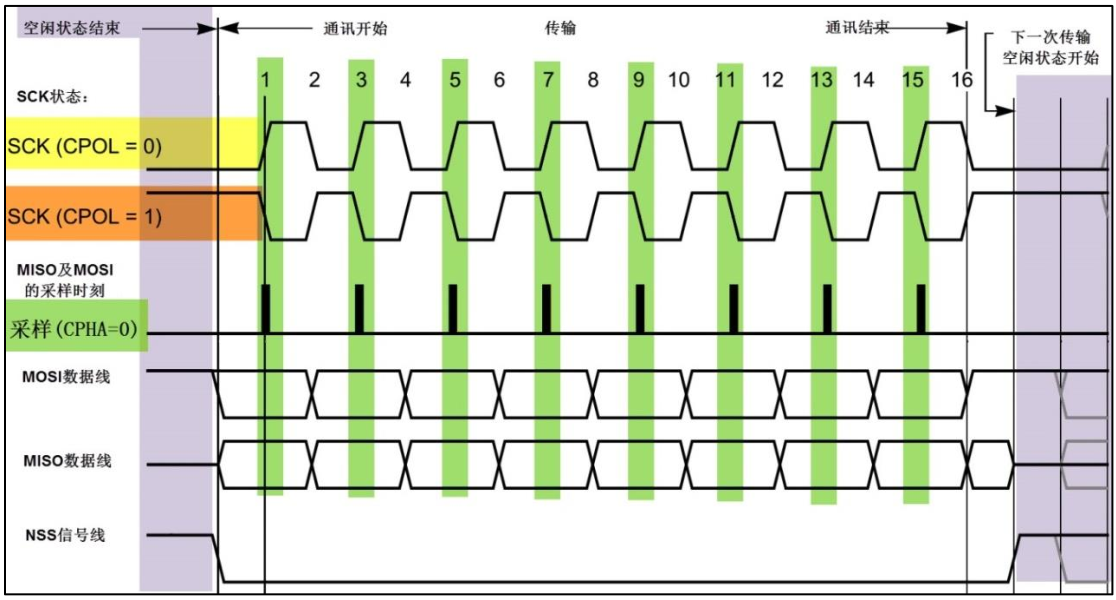 空闲状态结束
通讯开始
传输
通讯结束
下一次传输
空闲状态开始
1 2 3 4 5 6 7 8 9 10 11 12 13 14 15 16
SCK状态:
SCK (CPOL = 0)
SCK (CPOL = 1)
MISO及MOSI
的采样时刻
采样(CPHA=0)
MOSI数据线
MISO数据线
NSS信号线